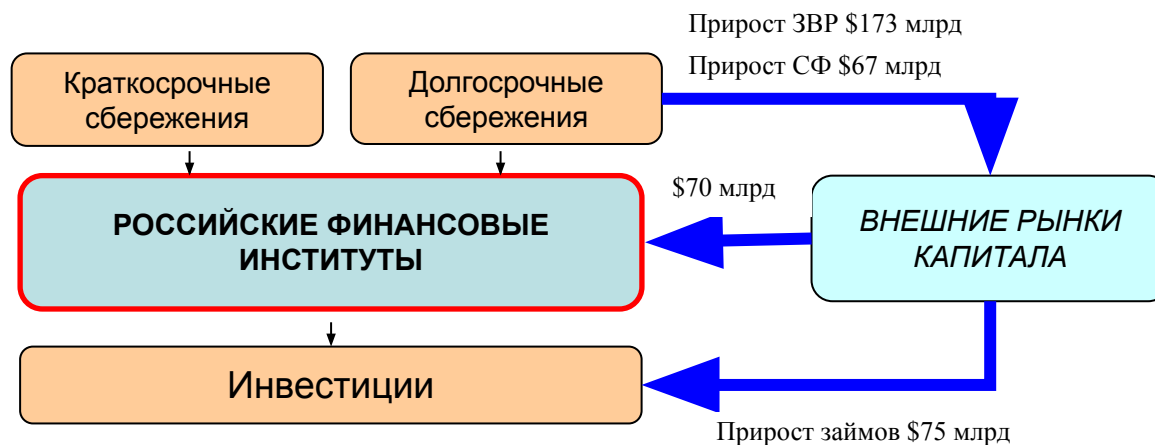 Прирост ЗВР $173 млрд
Прирост СФ $67 млрд
Краткосрочные
сбережения
Долгосрочные
сбережения
$70 млрд
РОССИЙСКИЕ ФИНАНСОВЫЕ
ИНСТИТУТЫ
ВНЕШНИЕ РЫНКИ
КАПИТАЛА
Инвестиции
Прирост займов $75 млрд